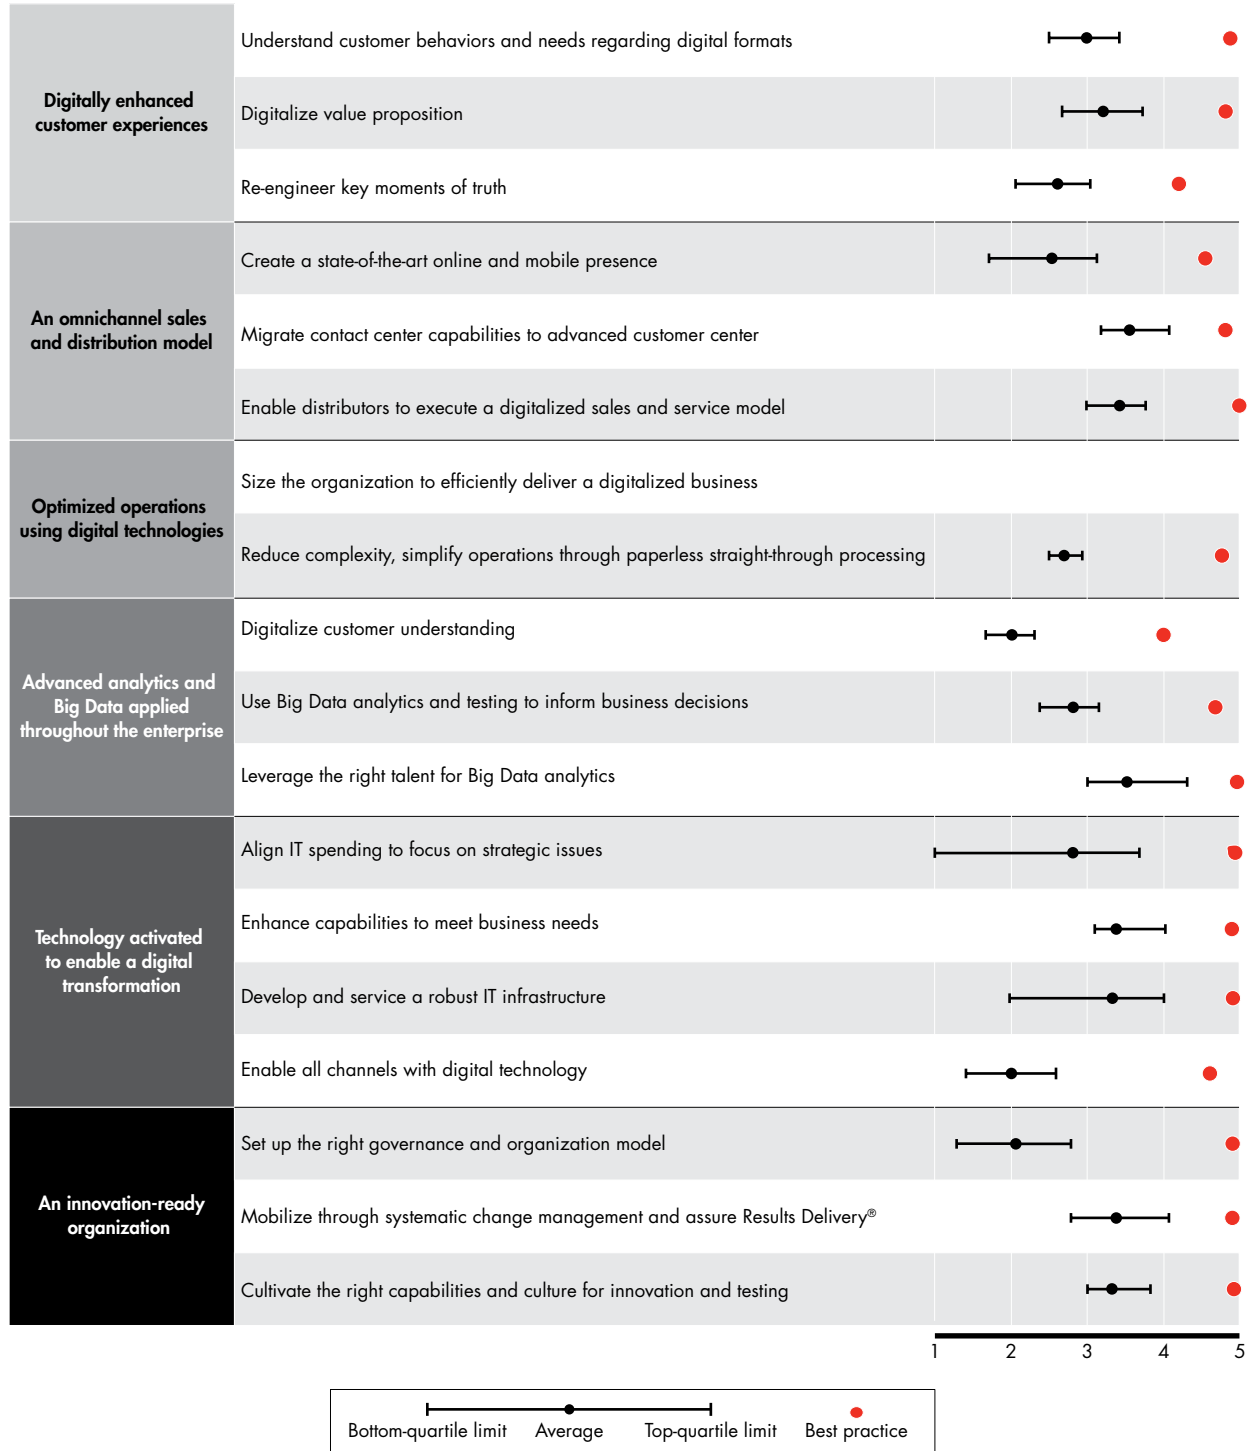 Digitally enhanced
customer experiences
Understand customer behaviors and needs regarding digital formats
Digitalize value proposition
Re-engineer key moments of truth
An omnichannel sales
and distribution model
Create a state-of-the-art online and mobile presence
Migrate contact center capabilities to advanced customer center
Enable distributors to execute a digitalized sales and service model
Optimized operations
using digital technologies
Size the organization to efficiently deliver a digitalized business
Reduce complexity, simplify operations through paperless straight-through processing
Advanced analytics and
Big Data applied
throughout the enterprise
Digitalize customer understanding
Use Big Data analytics and testing to inform business decisions
Leverage the right talent for Big Data analytics
Technology activated
to enable a digital
transformation
Align IT spending to focus on strategic issues
Enhance capabilities to meet business needs
Develop and service a robust IT infrastructure
Enable all channels with digital technology
An innovation-ready
organization
Set up the right governance and organization model
Mobilize through systematic change management and assure Results Delivery®
Cultivate the right capabilities and culture for innovation and testing
1 2 3 4 5
Bottom-quartile limit Average Top-quartile limit Best practice